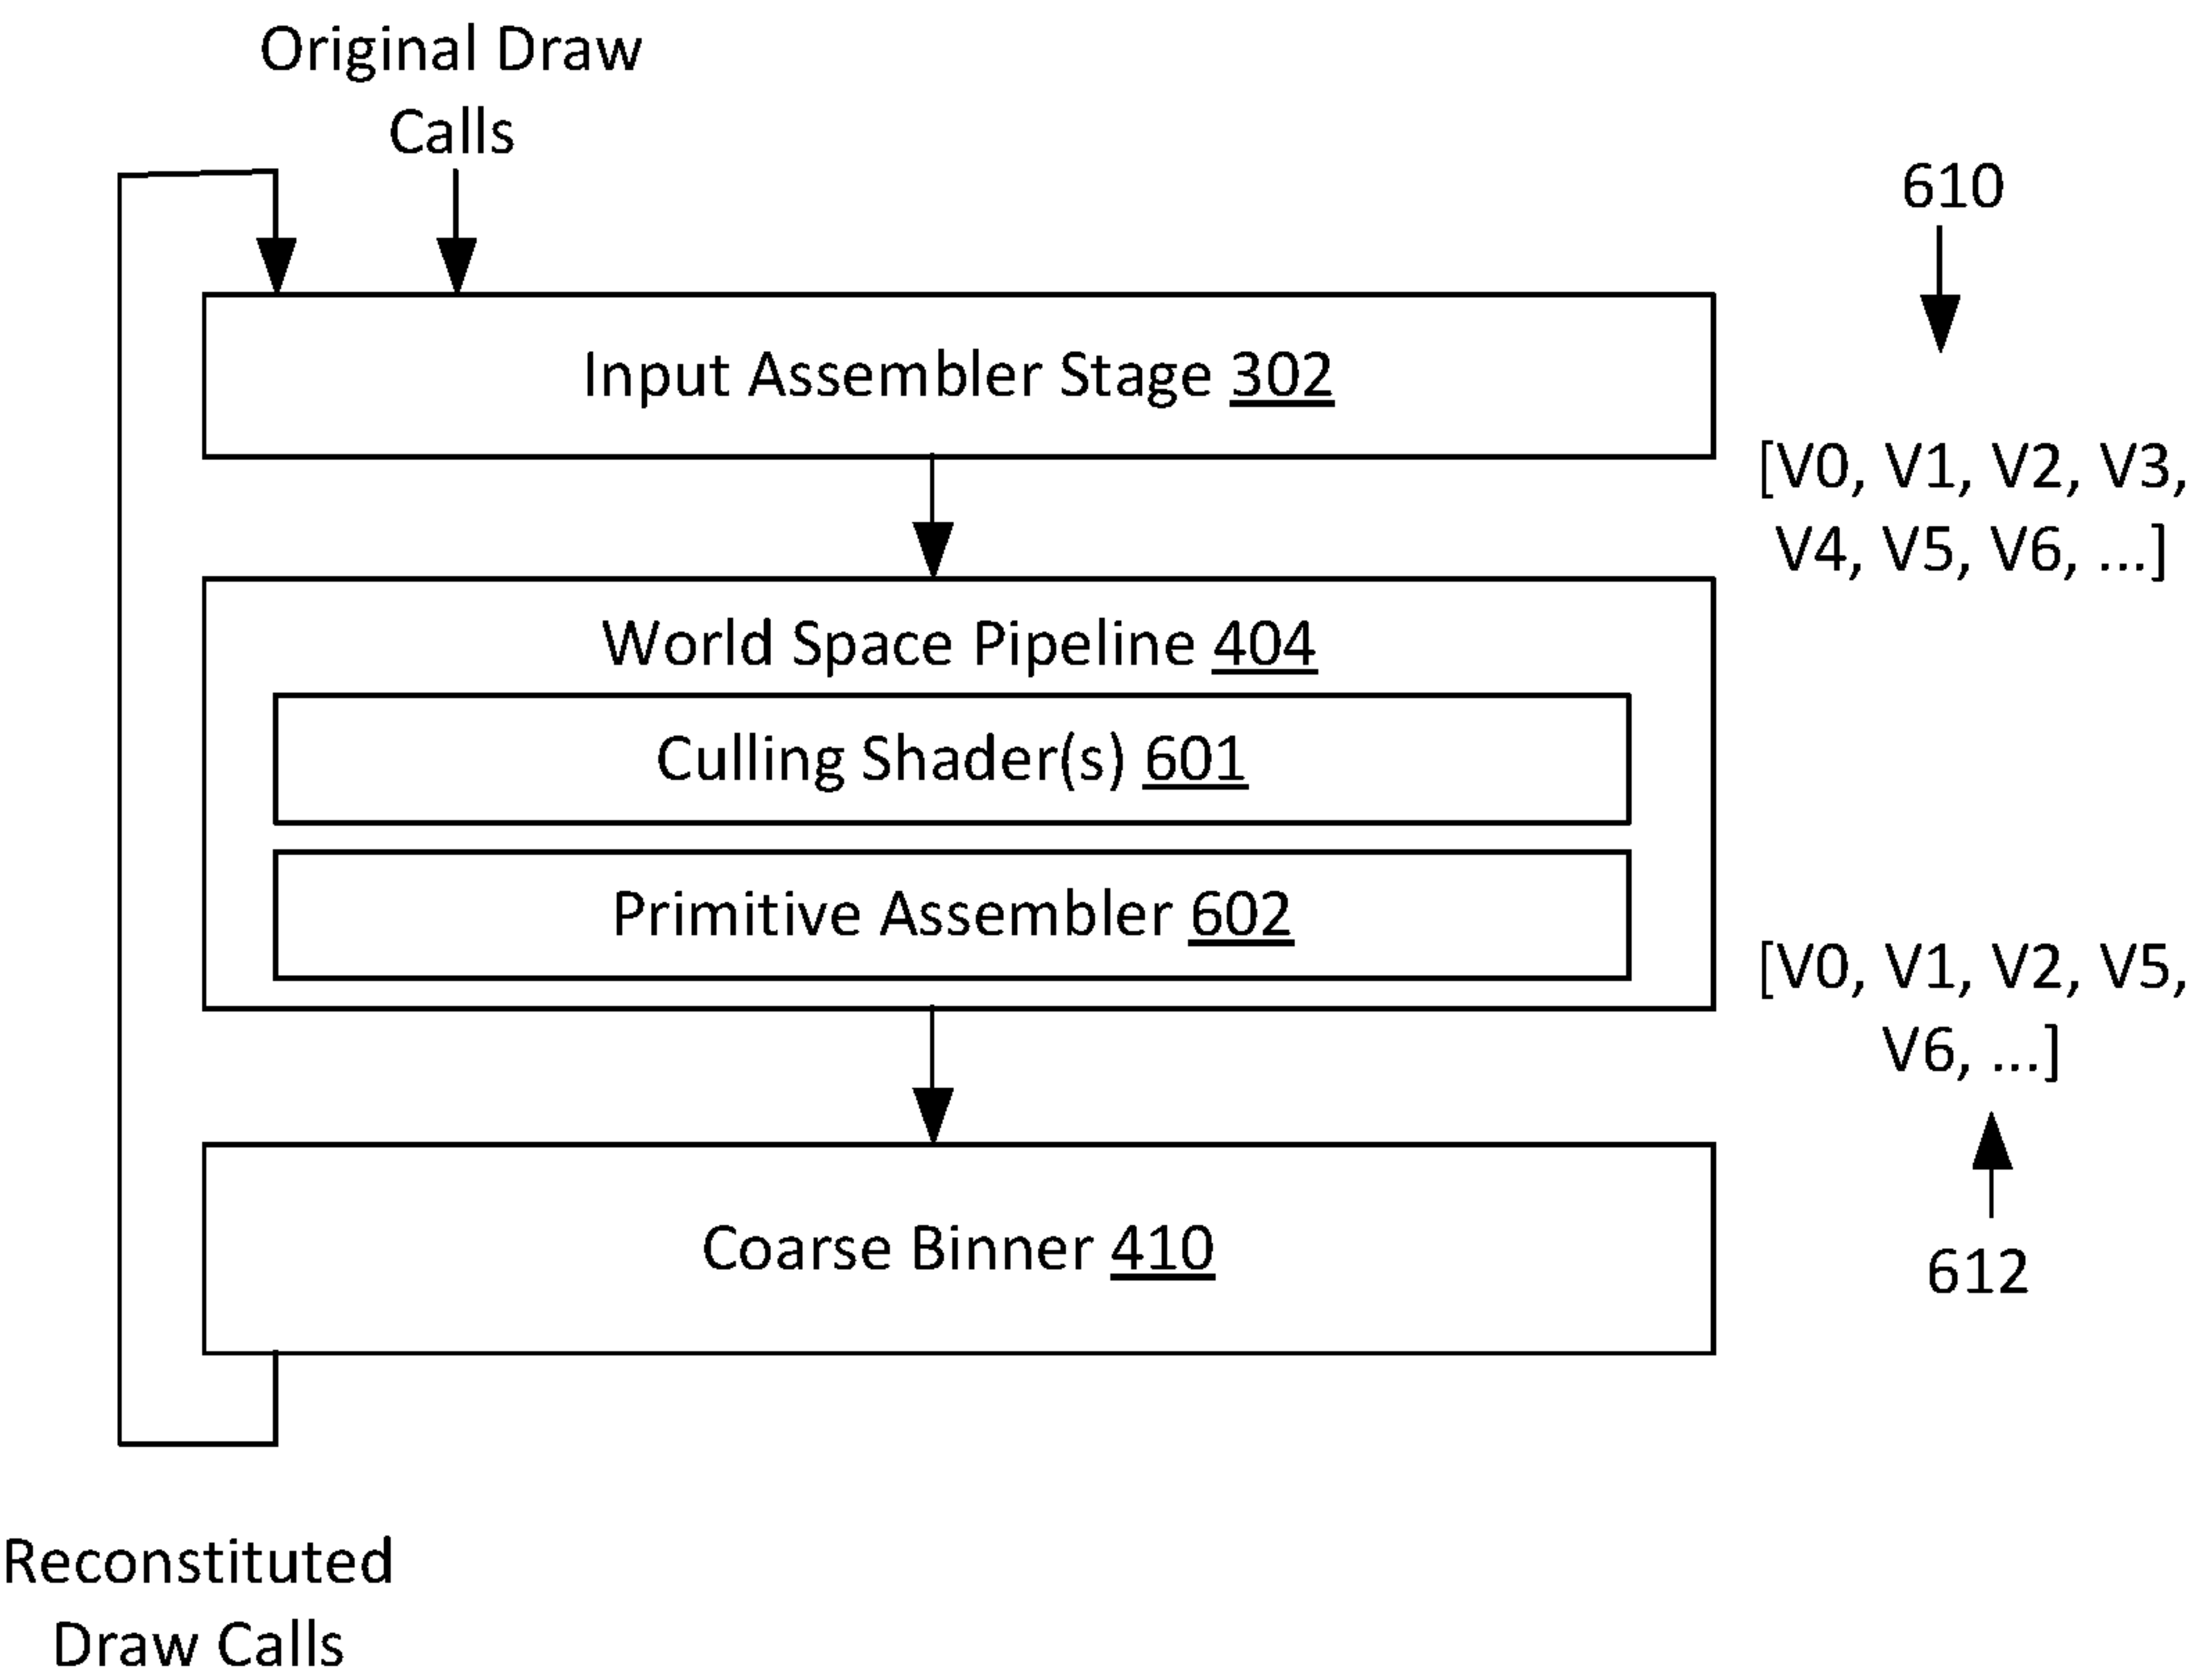 Original Draw
Calls
610
Input Assembler Stage 302
[V0, V1, V2, V3,
V4, V5, V6, ...]
World Space Pipeline 404
Culling Shader(s) 601
Primitive Assembler 602
[V0, V1, V2, V5,
V6, ...]
Coarse Binner 410
612
Reconstituted
Draw Calls